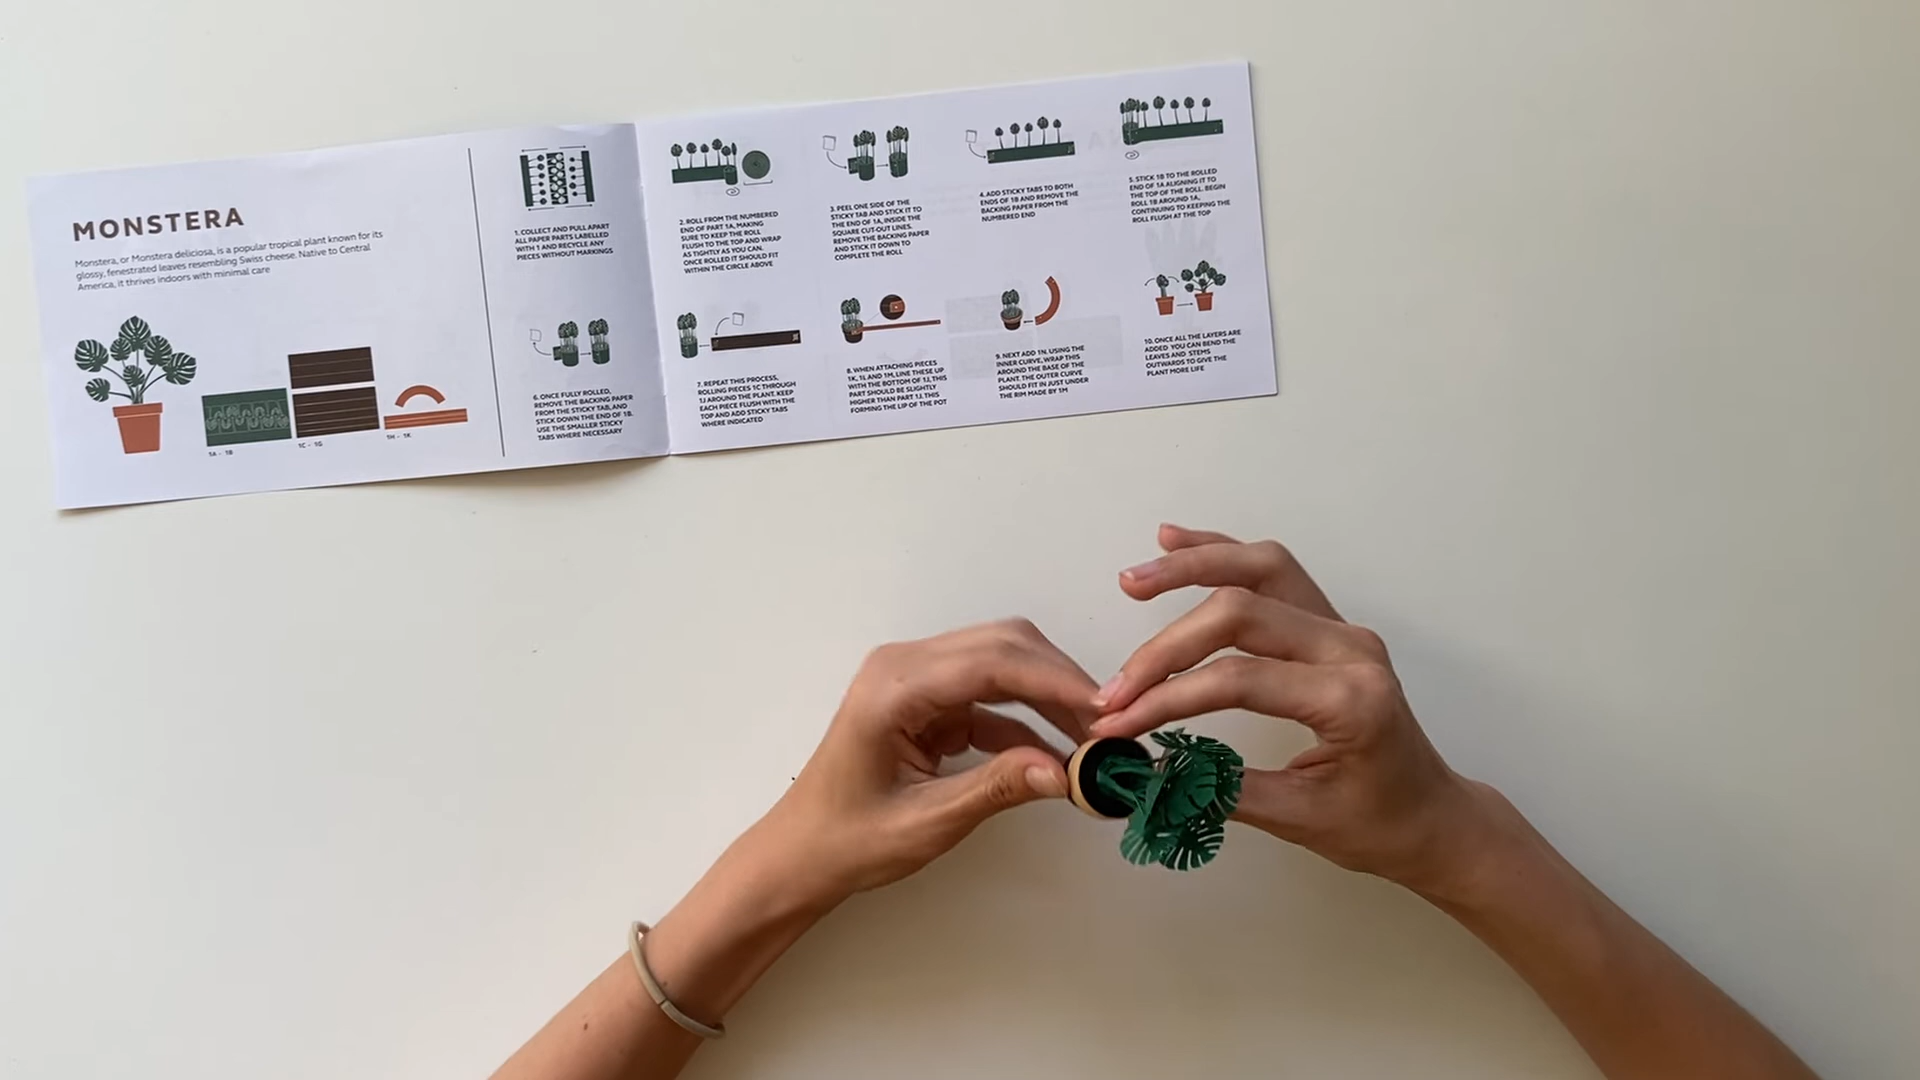 MONSTERA
Monstera, or Monstera deliciosa, is a popular tropical plant known for its
glossy, fenestrated leaves resembling Swiss cheese. Native to Central
America, it thrives indoors with minimal care
1A - 1B
1C - 1G
1H - 1K
1. COLLECT AND PULL APART
ALL PAPER PARTS LABELLED
WITH 1 AND RECYCLE ANY
PIECES WITHOUT MARKINGS
2. ROLL FROM THE NUMBERED
END OF PART 1A, MAKING
SURE TO KEEP THE ROLL
FLUSH TO THE TOP AND WRAP
AS TIGHTLY AS YOU CAN.
ONCE ROLLED IT SHOULD FIT
WITHIN THE CIRCLE ABOVE
3. PEEL ONE SIDE OF THE
STICKY TAB AND STICK IT TO
THE END OF 1A, INSIDE THE
SQUARE CUT-OUT LINES.
REMOVE THE BACKING PAPER
AND STICK IT DOWN TO
COMPLETE THE ROLL
4. ADD STICKY TABS TO BOTH
ENDS OF 1B AND REMOVE THE
BACKING PAPER FROM THE
NUMBERED END
5. STICK 1B TO THE ROLLED
END OF 1A ALIGNING IT TO
THE TOP OF THE ROLL. BEGIN
ROLL 1B AROUND 1A,
CONTINUING TO KEEPING THE
ROLL FLUSH AT THE TOP
6. ONCE FULLY ROLLED,
REMOVE THE BACKING PAPER
FROM THE STICKY TAB, AND
STICK DOWN THE END OF 1B.
USE THE SMALLER STICKY
TABS WHERE NECESSARY
7. REPEAT THIS PROCESS,
ROLLING PIECES 1C THROUGH
1J AROUND THE PLANT. KEEP
EACH PIECE FLUSH WITH THE
TOP AND ADD STICKY TABS
WHERE INDICATED
8. WHEN ATTACHING PIECES
1K, 1L AND 1M, LINE THESE UP
WITH THE BOTTOM OF 1J, THIS
PART SHOULD BE SLIGHTLY
HIGHER THAN PART 1J. THIS
FORMING THE LIP OF THE POT
9. NEXT ADD 1N. USING THE
INNER CURVE, WRAP THIS
AROUND THE BASE OF THE
PLANT. THE OUTER CURVE
SHOULD FIT IN JUST UNDER
THE RIM MADE BY 1M
10. ONCE ALL THE LAYERS ARE
ADDED YOU CAN BEND THE
LEAVES AND STEMS
OUTWARDS TO GIVE THE
PLANT MORE LIFE